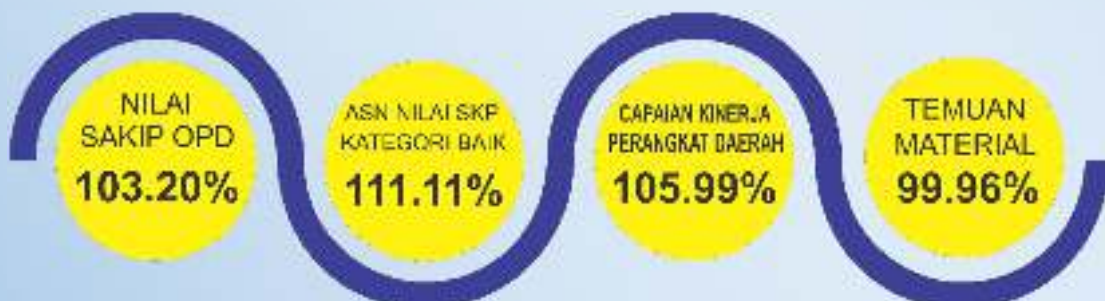 NILAI
SAKIP OPD
103.20%
ASN NILAI SKP
KATEGORI BAIK
111.11%
CAPAIAN KINERJA
PERANGKAT DAERAH
105.99%
TEMUAN
MATERIAL
99.96%